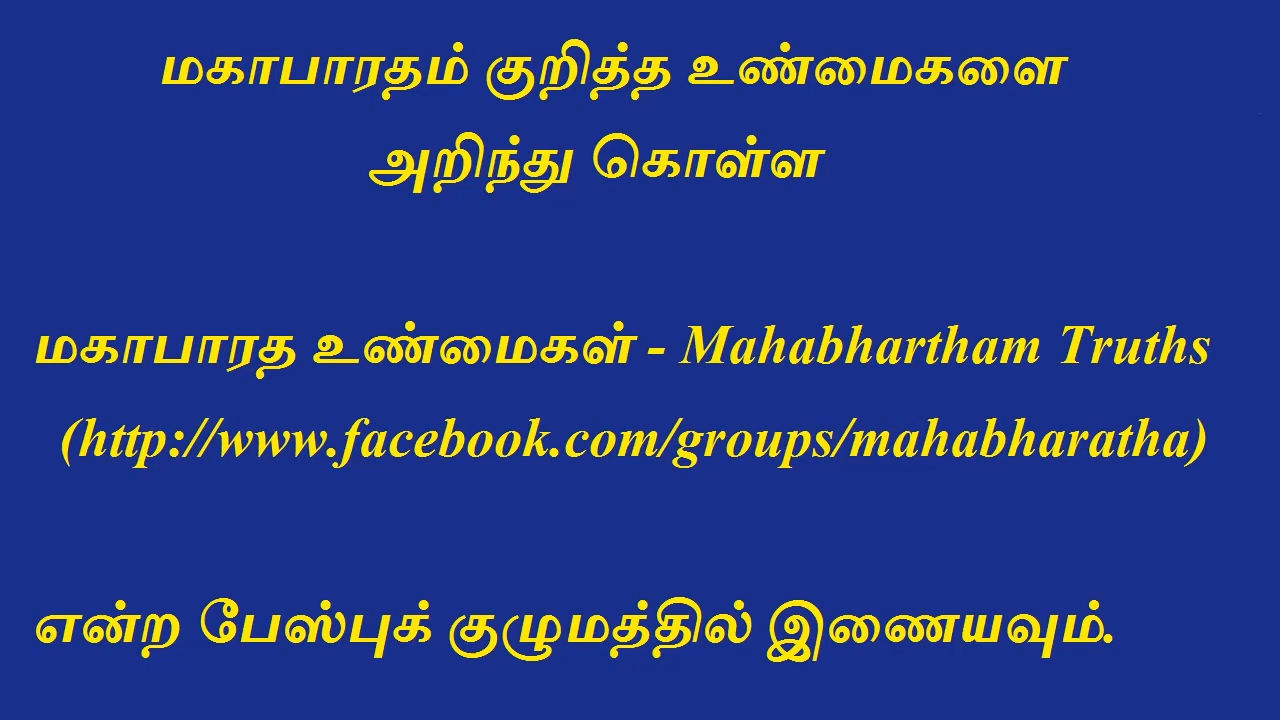 மகாபாரதம் குறித்த உண்மைகளை
அறிந்து கொள்ள
மகாபாரத உண்மைகள் - Mahabhartham Truths
(http://www.facebook.com/groups/mahabharatha)
என்ற பேஸ்புக் குழுமத்தில் இணையவும்.